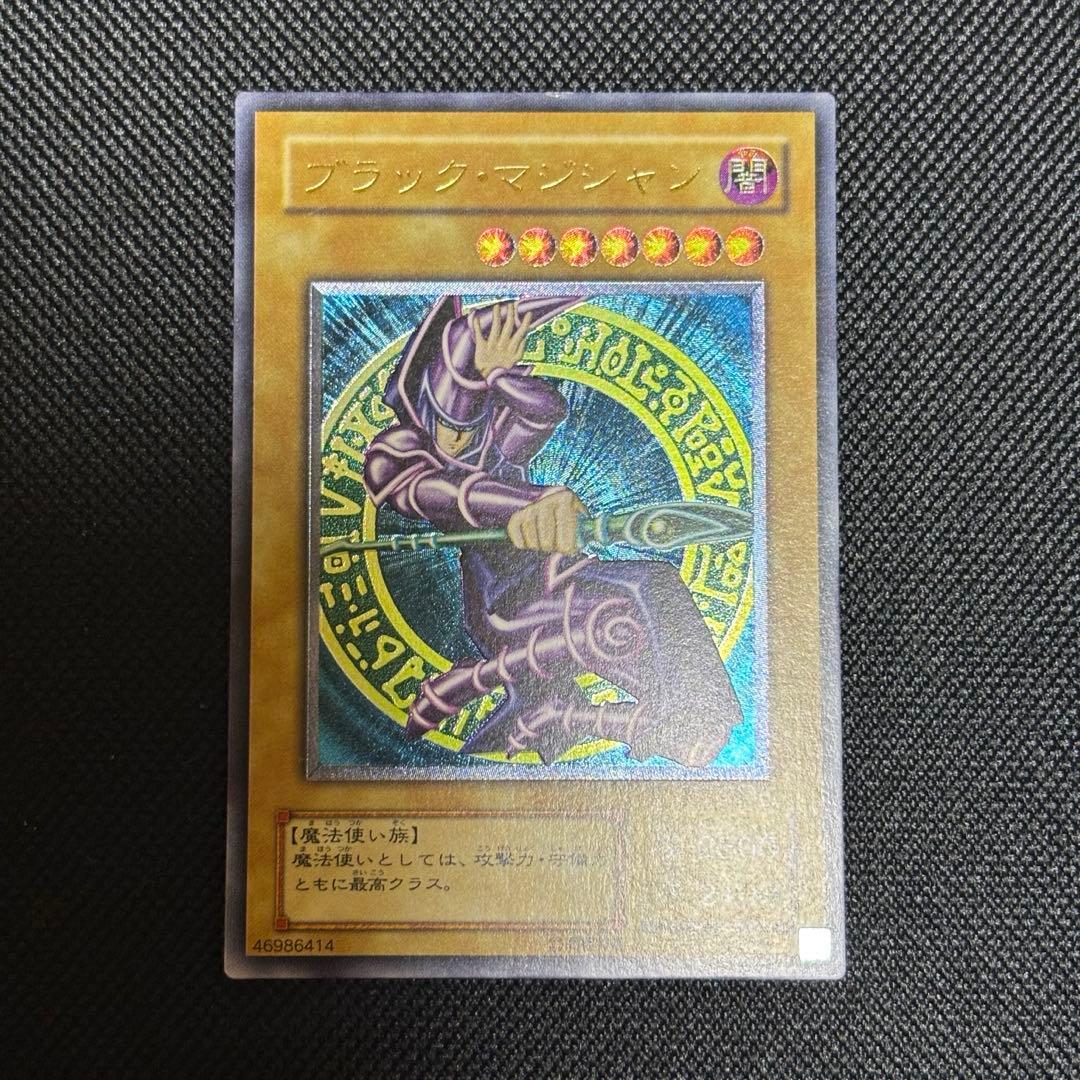 ブラック・マジシャン
闇
【魔法使い族】
魔法使いとしては、攻撃力・守備
ともに最高クラス。
46986414